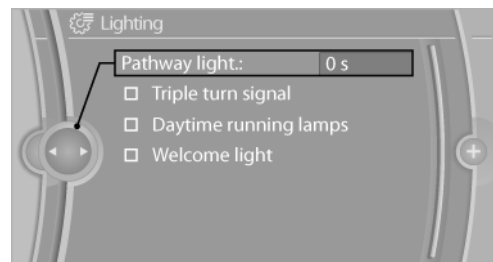 Lighting
Pathway light.: 0 s
Triple turn signal
Daytime running lamps
Welcome light